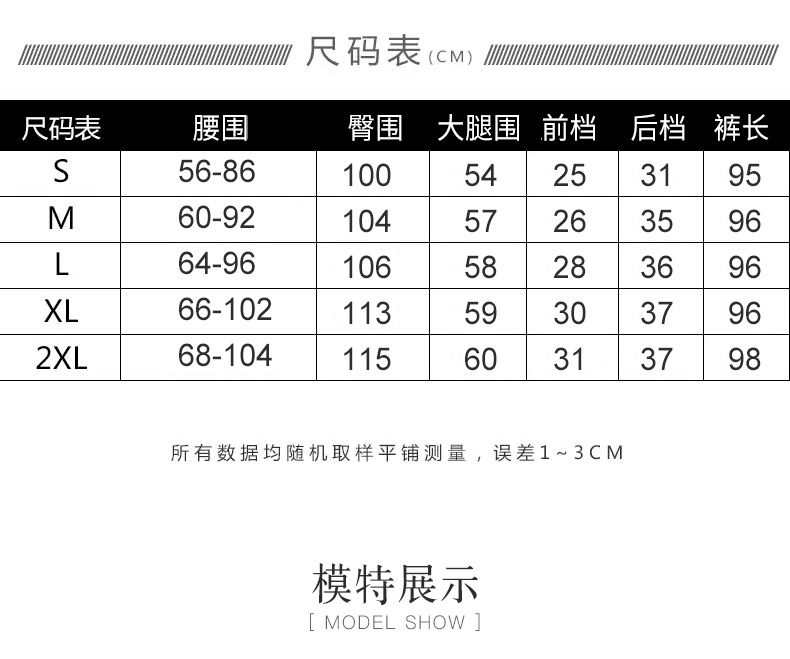 尺码表(CM)
尺码表 腰围 臀围 大腿围 前档 后档 裤长
S 56-86 100 54 25 31 95
M 60-92 104 57 26 35 96
L 64-96 106 58 28 36 96
XL 66-102 113 59 30 37 96
2XL 68-104 115 60 31 37 98
所有数据均随机取样平铺测量，误差1~3CM
模特展示
[ MODEL SHOW ]